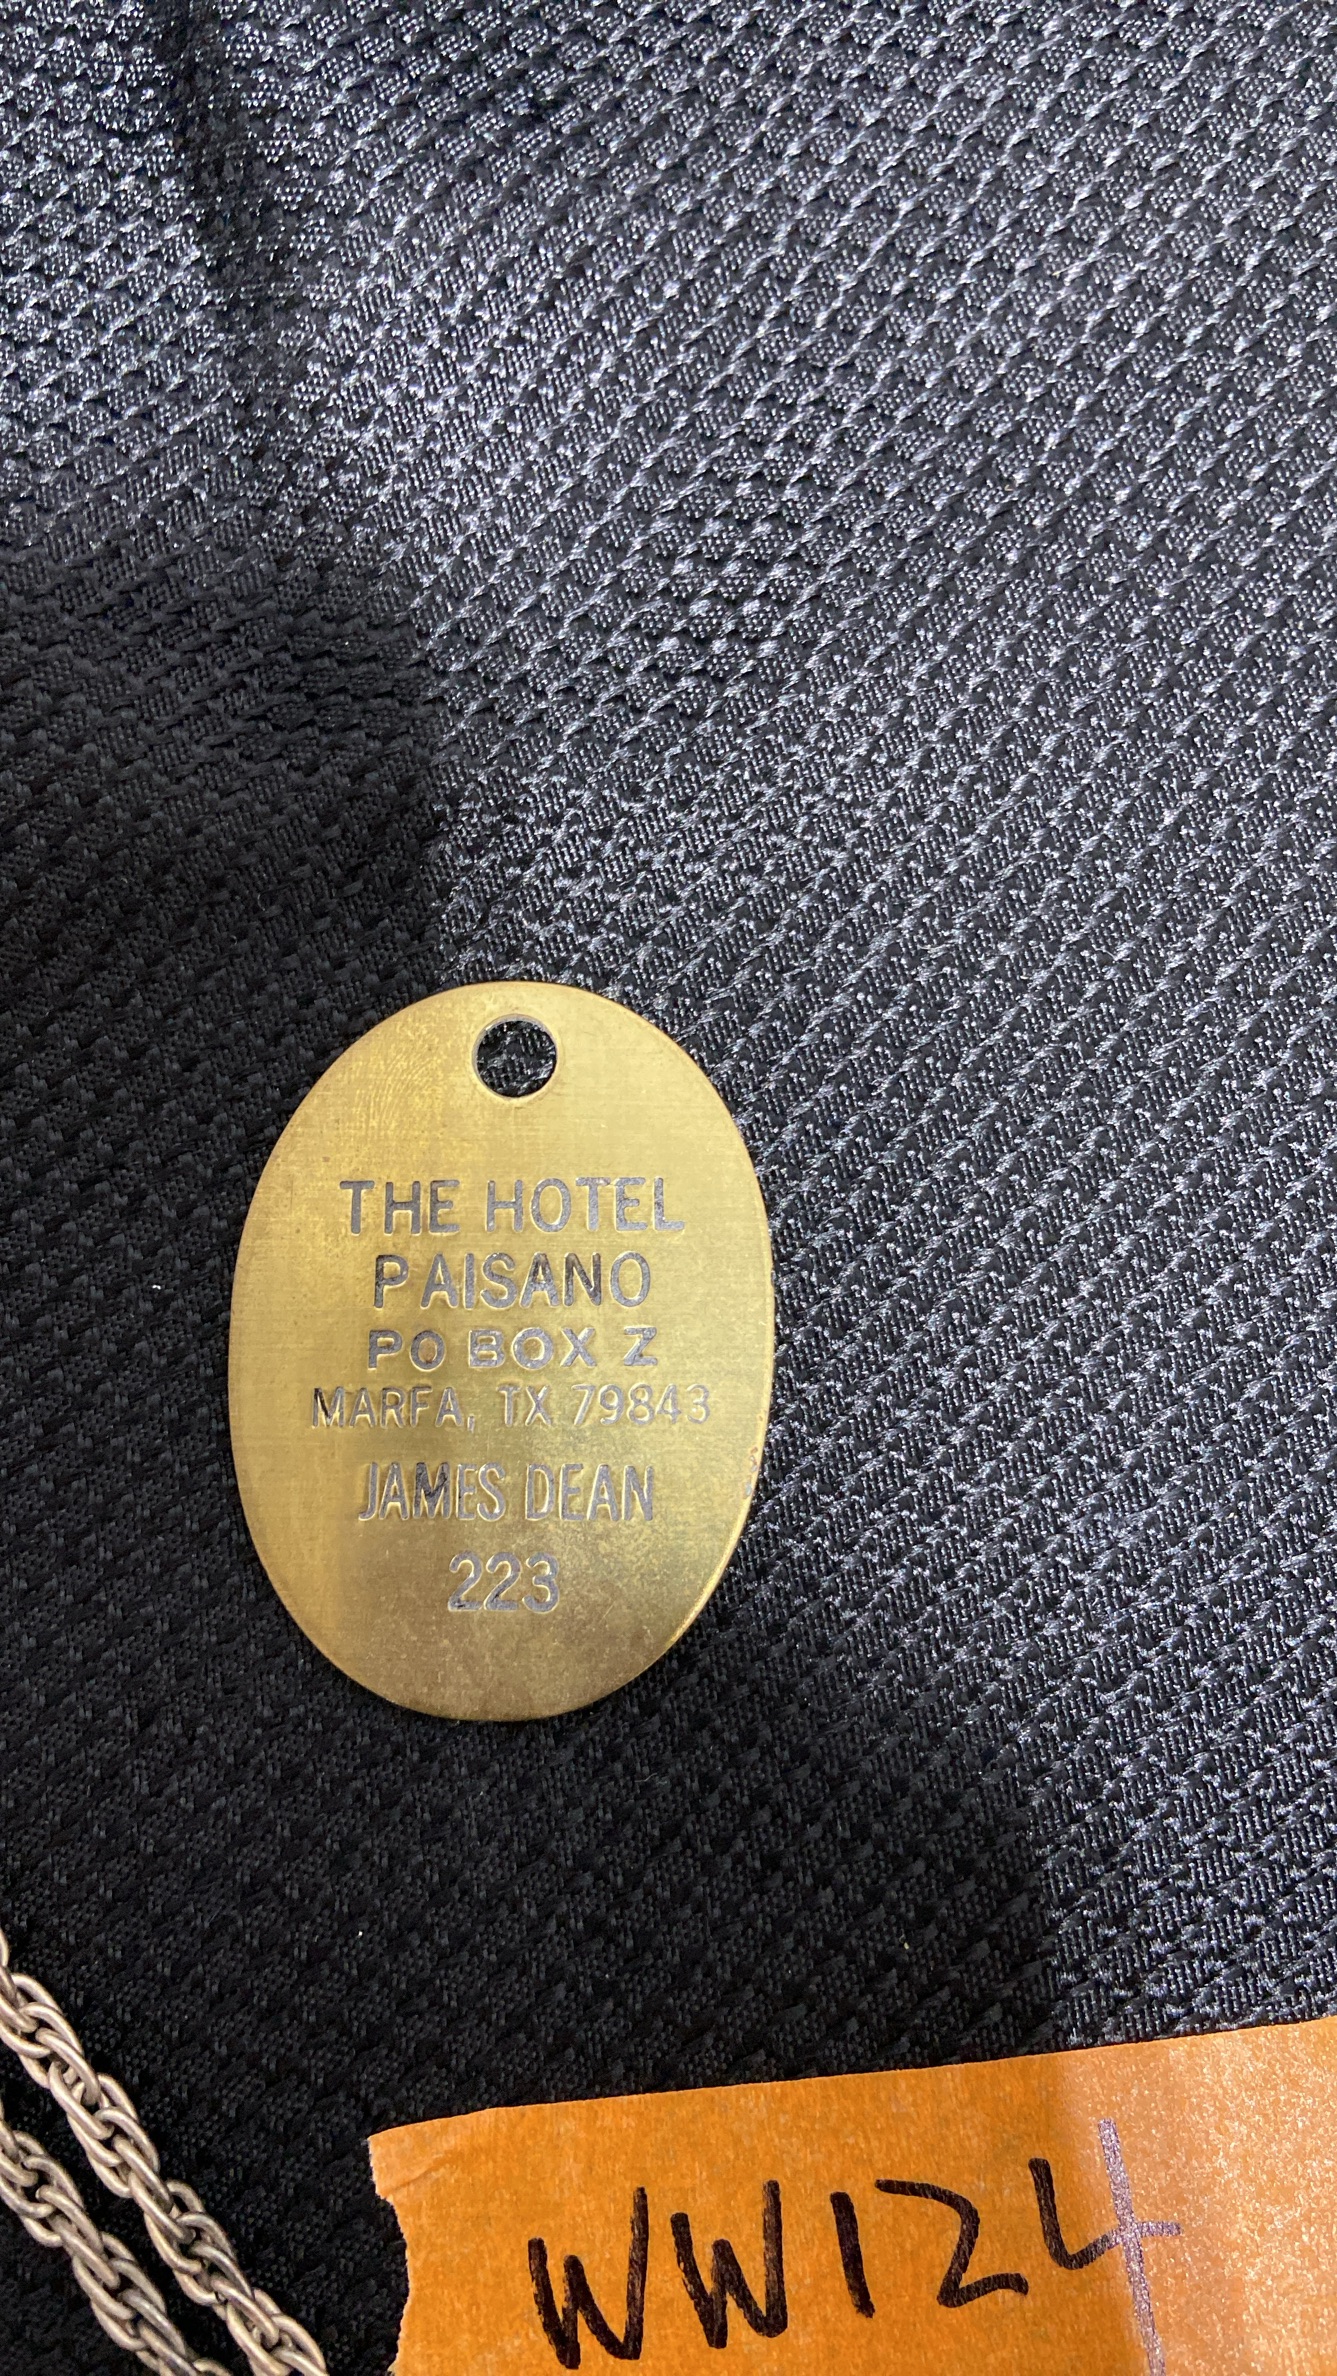 THE HOTEL
PAISANO
PO BOX Z
MARFA, TX 79843
JAMES DEAN
223
WW124